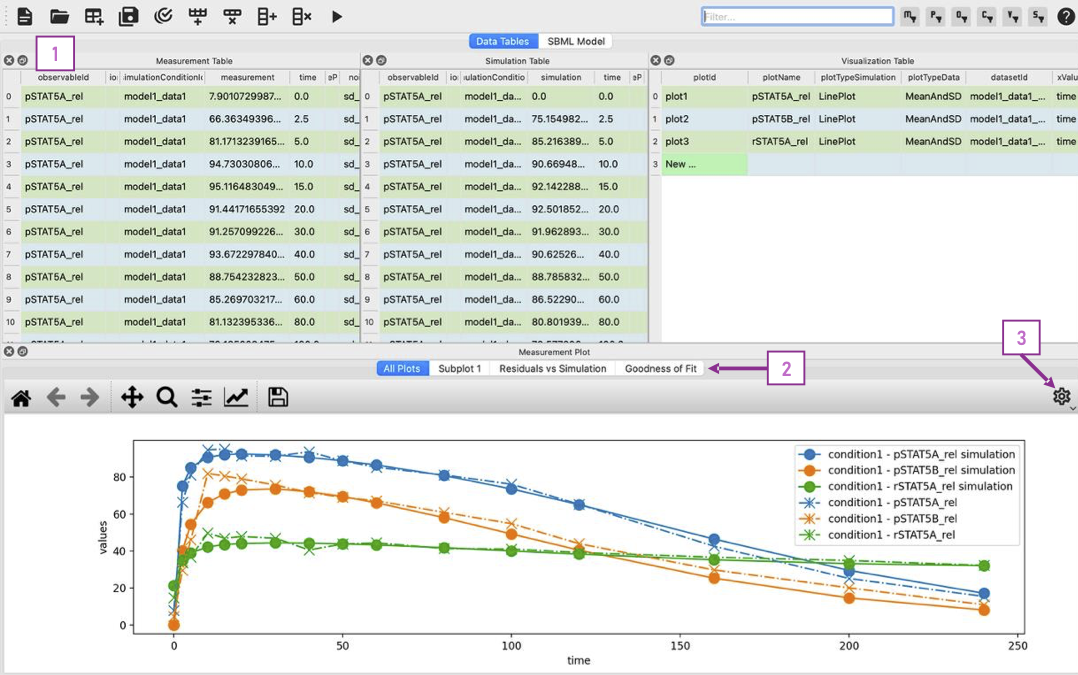 Filter...
M P O C V S ?
Data Tables SBML Model
1
Measurement Table Simulation Table Visualization Table
observableId simulationConditionId measurement time observableId simulation time plotId plotName plotTypeSimulation plotTypeData datasetId
0 pSTAT5A_rel model1_data1 7.9010729987... 0.0 sd_ 0 pSTAT5A_rel model1_da... 0.0 0.0 0 plot1 pSTAT5A_rel LinePlot MeanAndSD model1_data1_... time
1 pSTAT5A_rel model1_data1 66.36349396... 2.5 sd_ 1 pSTAT5A_rel model1_da... 75.154982... 2.5 1 plot2 pSTAT5B_rel LinePlot MeanAndSD model1_data1_... time
2 pSTAT5A_rel model1_data1 81.1713239165... 5.0 sd_ 2 pSTAT5A_rel model1_da... 85.216389... 5.0 2 plot3 rSTAT5A_rel LinePlot MeanAndSD model1_data1_... time
3 pSTAT5A_rel model1_data1 94.73030806... 10.0 sd_ 3 pSTAT5A_rel model1_da... 90.66948... 10.0 3 New ...
4 pSTAT5A_rel model1_data1 95.116483049... 15.0 sd_ 4 pSTAT5A_rel model1_da... 92.142288... 15.0
5 pSTAT5A_rel model1_data1 91.44171655392 20.0 sd_ 5 pSTAT5A_rel model1_da... 92.501852... 20.0
6 pSTAT5A_rel model1_data1 91.257099226... 30.0 sd_ 6 pSTAT5A_rel model1_da... 91.962893... 30.0
7 pSTAT5A_rel model1_data1 93.672297840... 40.0 sd_ 7 pSTAT5A_rel model1_da... 90.62526... 40.0
8 pSTAT5A_rel model1_data1 88.754232823... 50.0 sd_ 8 pSTAT5A_rel model1_da... 88.785832... 50.0
9 pSTAT5A_rel model1_data1 85.269703217... 60.0 sd_ 9 pSTAT5A_rel model1_da... 86.52290... 60.0
10 pSTAT5A_rel model1_data1 81.132395336... 80.0 sd_ 10 pSTAT5A_rel model1_da... 80.801939... 80.0
Measurement Plot
3
All Plots Subplot 1 Residuals vs Simulation Goodness of Fit
2
condition1 - pSTAT5A_rel simulation
condition1 - pSTAT5B_rel simulation
condition1 - rSTAT5A_rel simulation
condition1 - pSTAT5A_rel
condition1 - pSTAT5B_rel
condition1 - rSTAT5A_rel
80
60
40
20
0
values
0 50 100 150 200 250
time